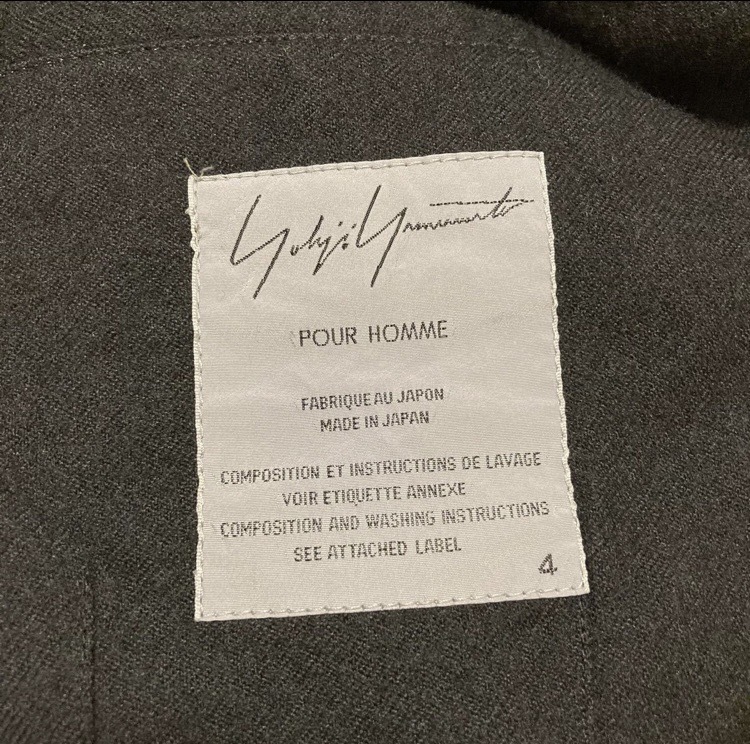 Yohji Yamamoto
POUR HOMME
FABRIQUE AU JAPON
MADE IN JAPAN
COMPOSITION ET INSTRUCTIONS DE LAVAGE
VOIR ETIQUETTE ANNEXE
COMPOSITION AND WASHING INSTRUCTIONS
SEE ATTACHED LABEL
4